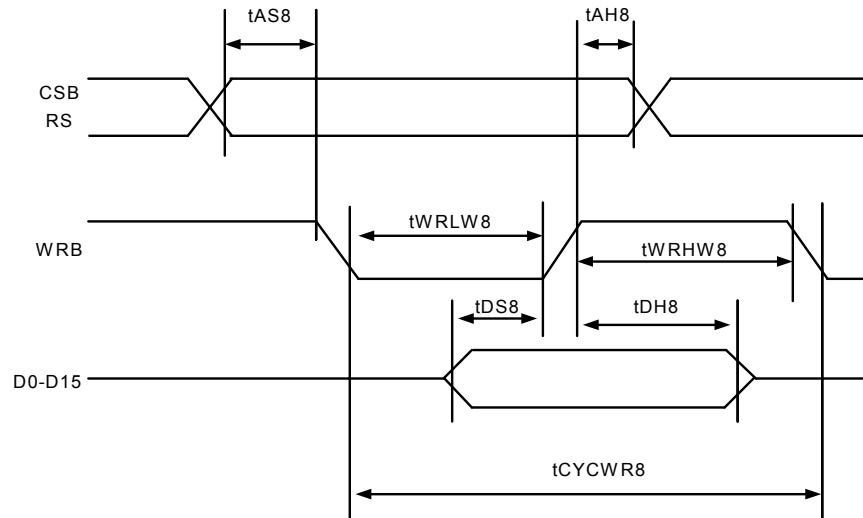 tAS8
tAH8
CSB
RS
tWRLW8
WRB
tWRHW8
tDS8
tDH8
D0-D15
tCYCWR8